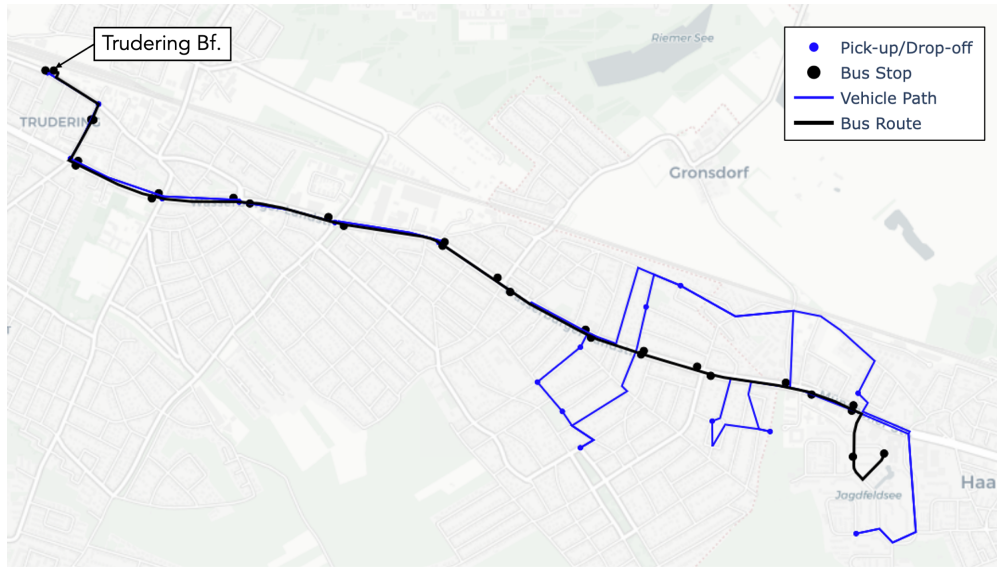 Trudering Bf.
Riemer See
Pick-up/Drop-off
Bus Stop
Vehicle Path
Bus Route
TRUDERING
Gronsdorf
Haa
Jagdfeldsee